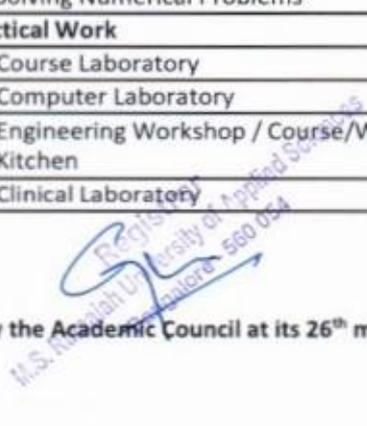 Solving Numerical Problems
ctical Work
Course Laboratory
Computer Laboratory
Engineering Workshop / Course/W
Kitchen
Clinical Laboratory
Registrar
M.S. Ramaiah University of Applied Sciences
Bangalore - 560 054
y the Academic Council at its 26th m